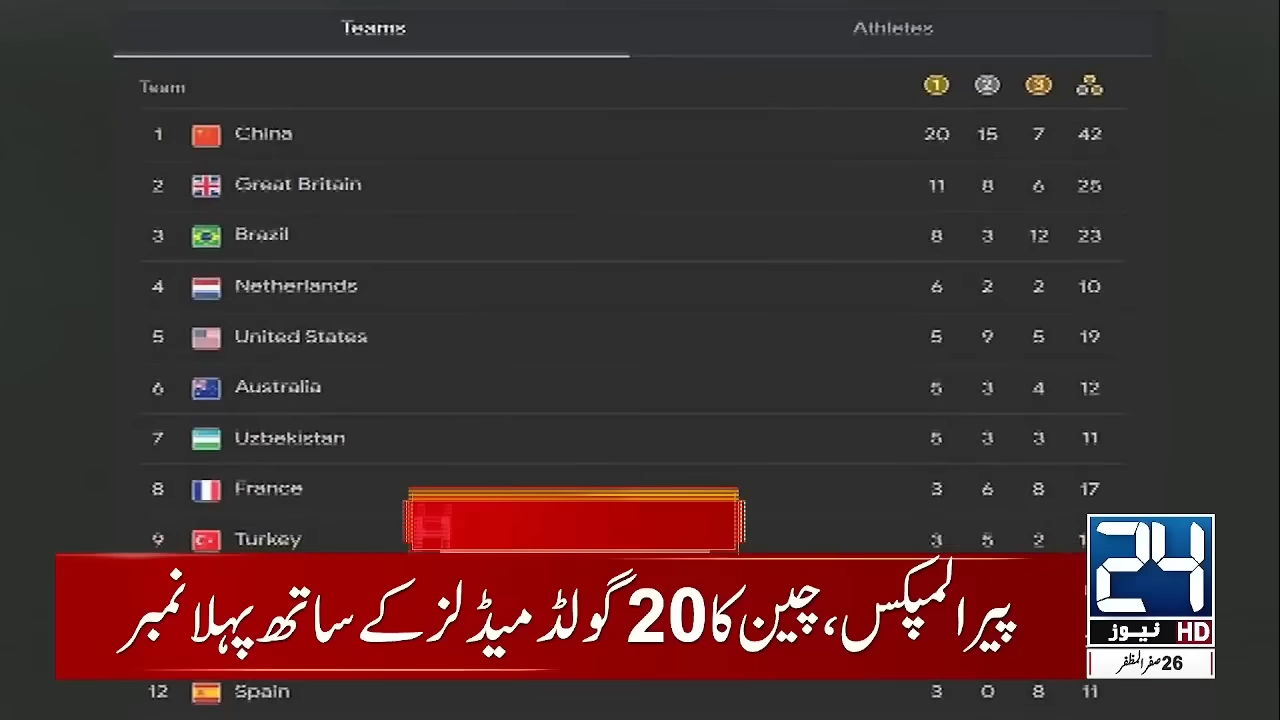 Teams Athletes
Team 1 2 3
1 China 20 15 7 42
2 Great Britain 11 8 6 25
3 Brazil 8 3 12 23
4 Netherlands 6 2 2 10
5 United States 5 9 5 19
6 Australia 5 3 4 12
7 Uzbekistan 5 3 3 11
8 France 3 6 8 17
9 Turkey 3 5 2
پیرالمپکس، چین کا 20 گولڈ میڈلز کے ساتھ پہلا نمبر
24
نیوز HD
26 صفر المظفر
12 Spain 3 0 8 11